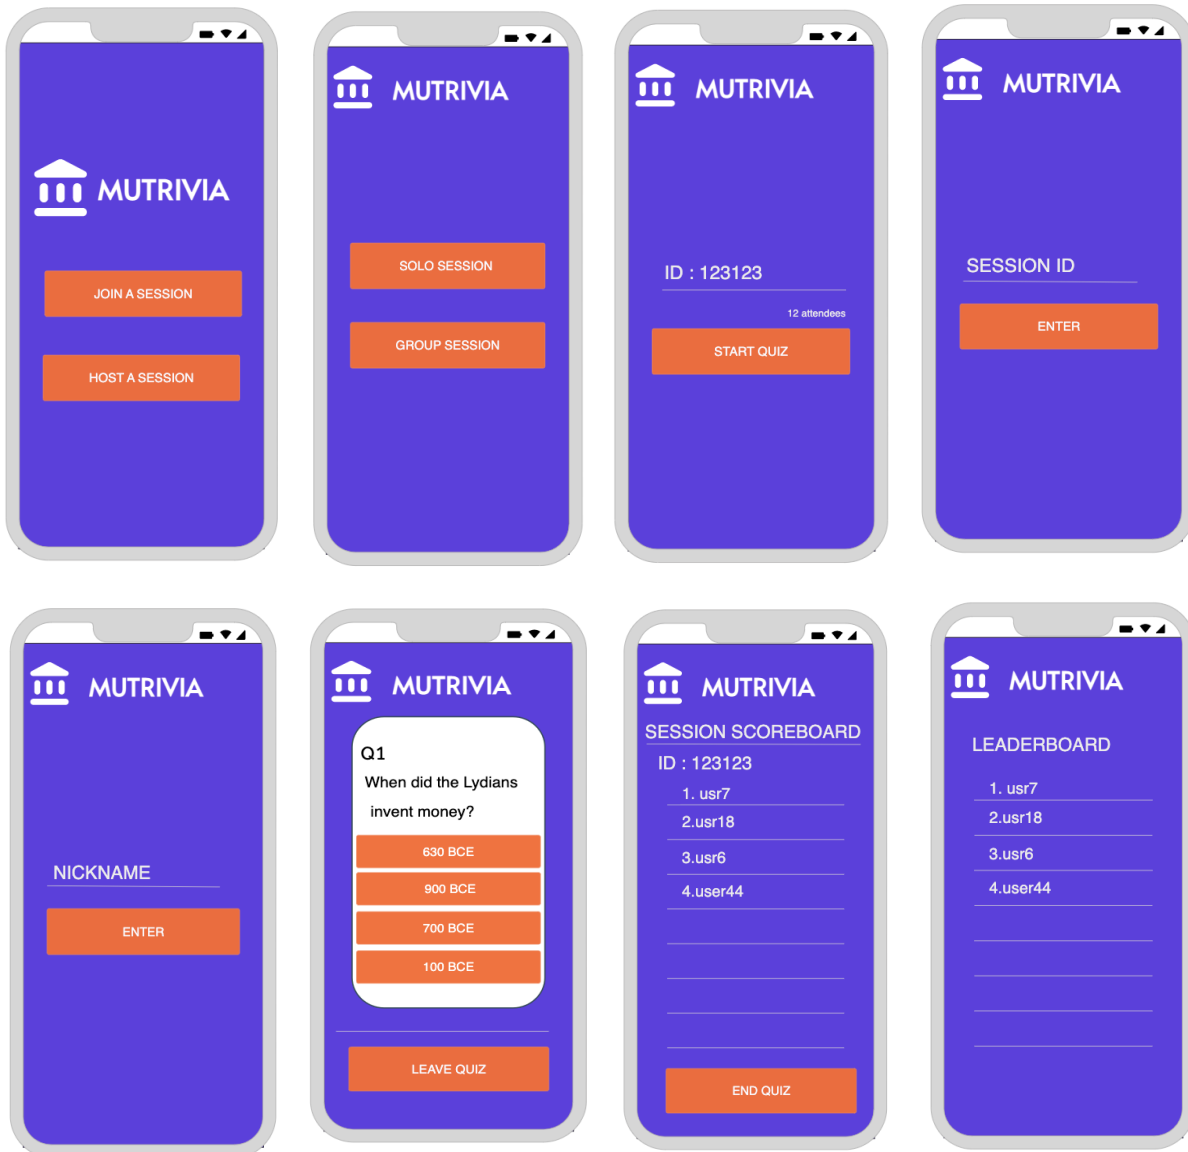 MUTRIVIA
JOIN A SESSION
HOST A SESSION
MUTRIVIA
SOLO SESSION
GROUP SESSION
MUTRIVIA
ID : 123123
12 attendees
START QUIZ
MUTRIVIA
SESSION ID
ENTER
MUTRIVIA
NICKNAME
ENTER
MUTRIVIA
Q1
When did the Lydians
invent money?
630 BCE
900 BCE
700 BCE
100 BCE
LEAVE QUIZ
MUTRIVIA
SESSION SCOREBOARD
ID : 123123
1. usr7
2.usr18
3.usr6
4.user44
END QUIZ
MUTRIVIA
LEADERBOARD
1. usr7
2.usr18
3.usr6
4.user44